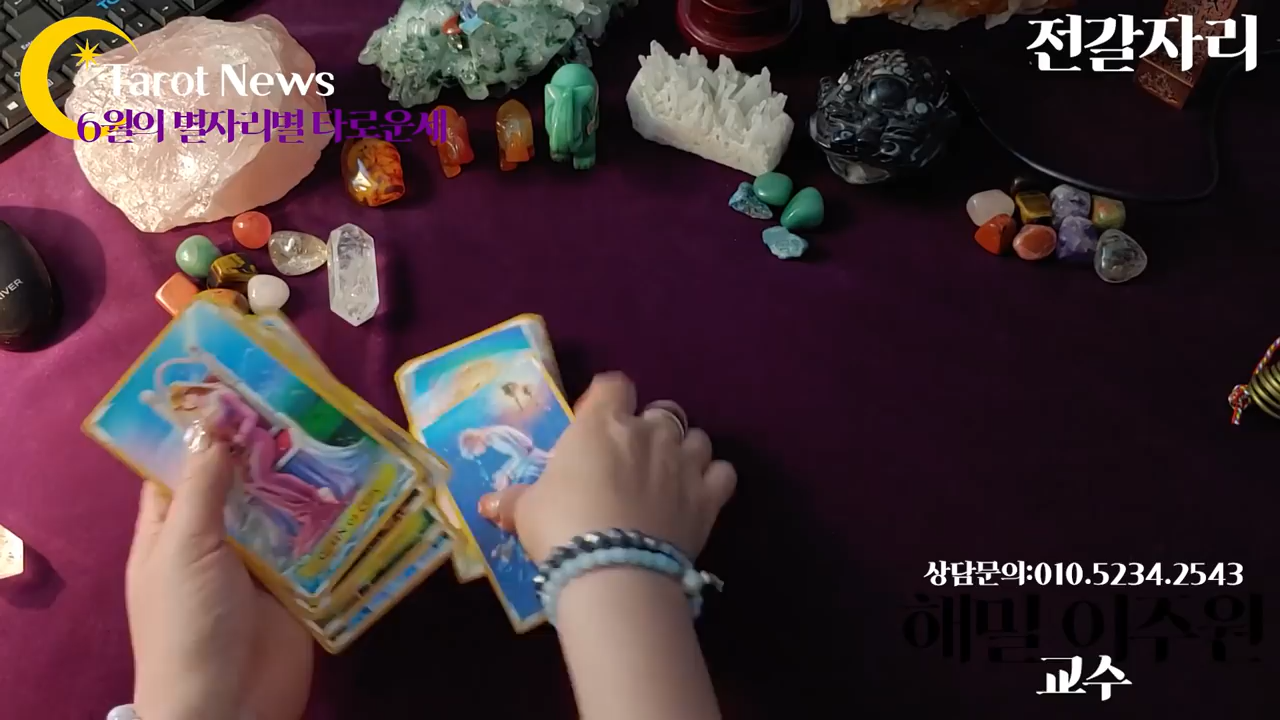 Tarot News
6월의 별자리별 타로운세
전갈자리
상담문의:010.5234.2543
해밀 이주원
교수